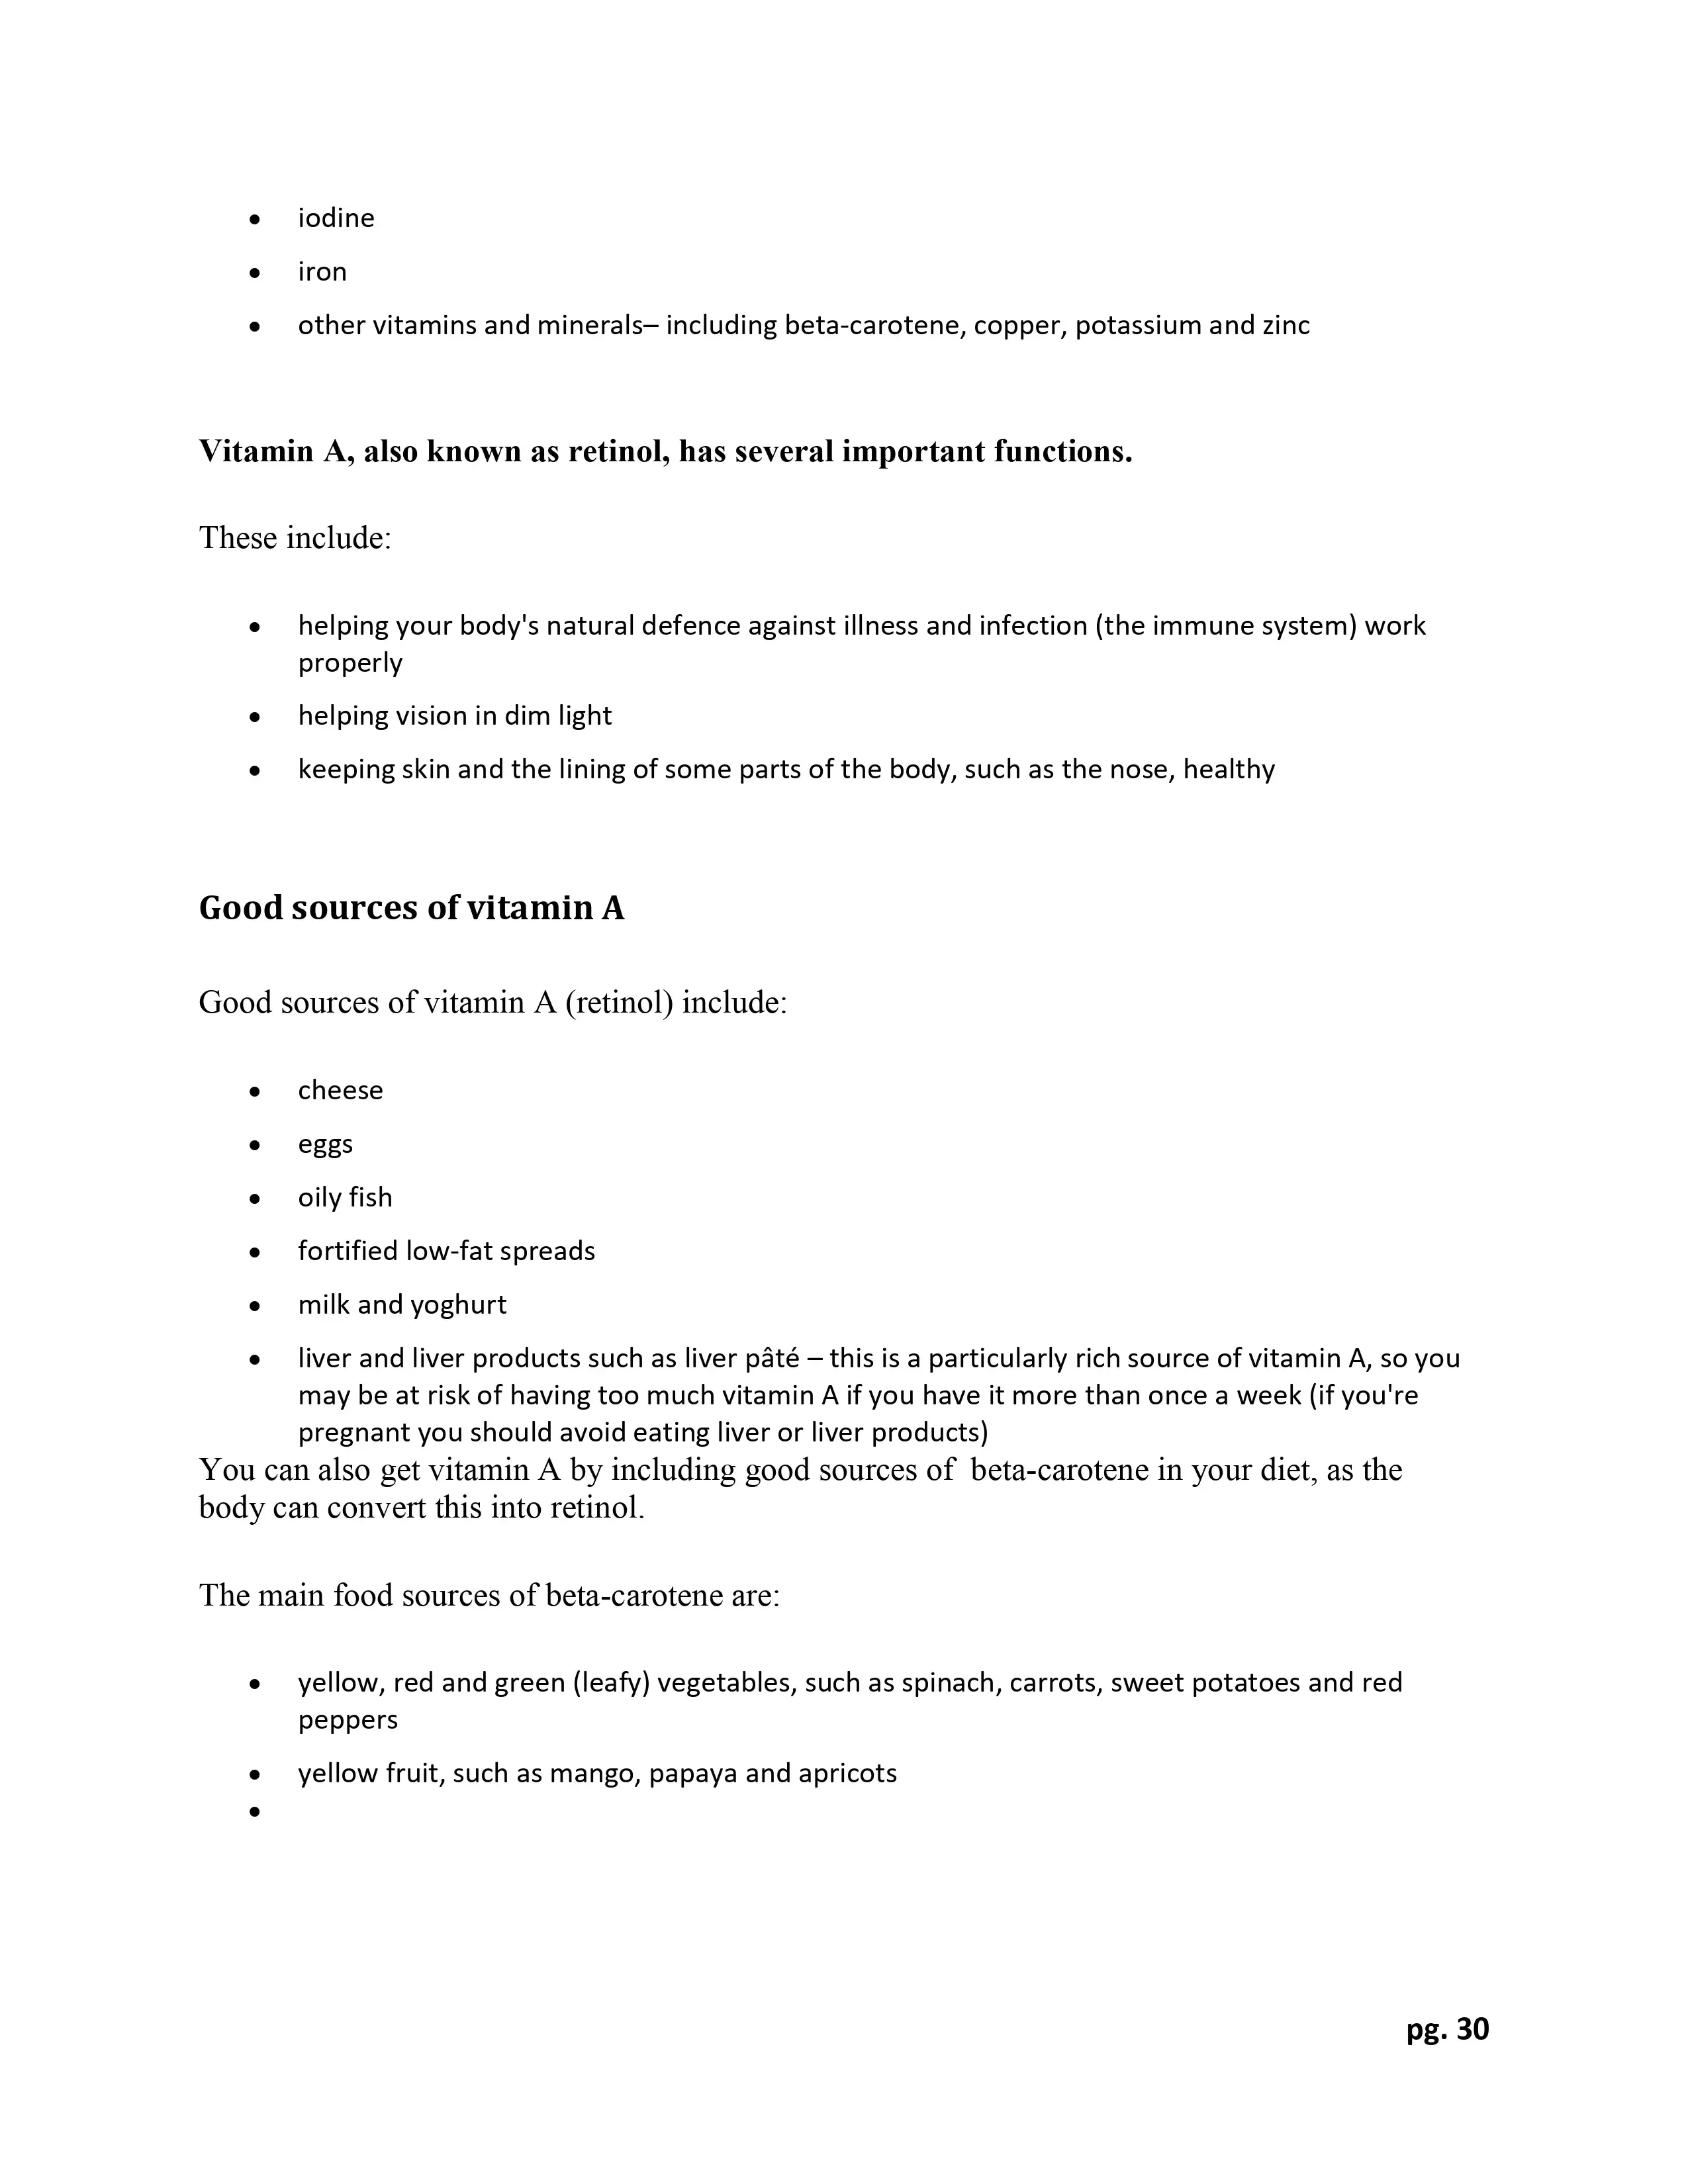 • iodine
• iron
• other vitamins and minerals– including beta-carotene, copper, potassium and zinc
Vitamin A, also known as retinol, has several important functions.
These include:
• helping your body's natural defence against illness and infection (the immune system) work
properly
• helping vision in dim light
• keeping skin and the lining of some parts of the body, such as the nose, healthy
Good sources of vitamin A
Good sources of vitamin A (retinol) include:
• cheese
• eggs
• oily fish
• fortified low-fat spreads
• milk and yoghurt
• liver and liver products such as liver pâté – this is a particularly rich source of vitamin A, so you
may be at risk of having too much vitamin A if you have it more than once a week (if you're
pregnant you should avoid eating liver or liver products)
You can also get vitamin A by including good sources of  beta-carotene in your diet, as the
body can convert this into retinol.
The main food sources of beta-carotene are:
• yellow, red and green (leafy) vegetables, such as spinach, carrots, sweet potatoes and red
peppers
• yellow fruit, such as mango, papaya and apricots
•
pg. 30